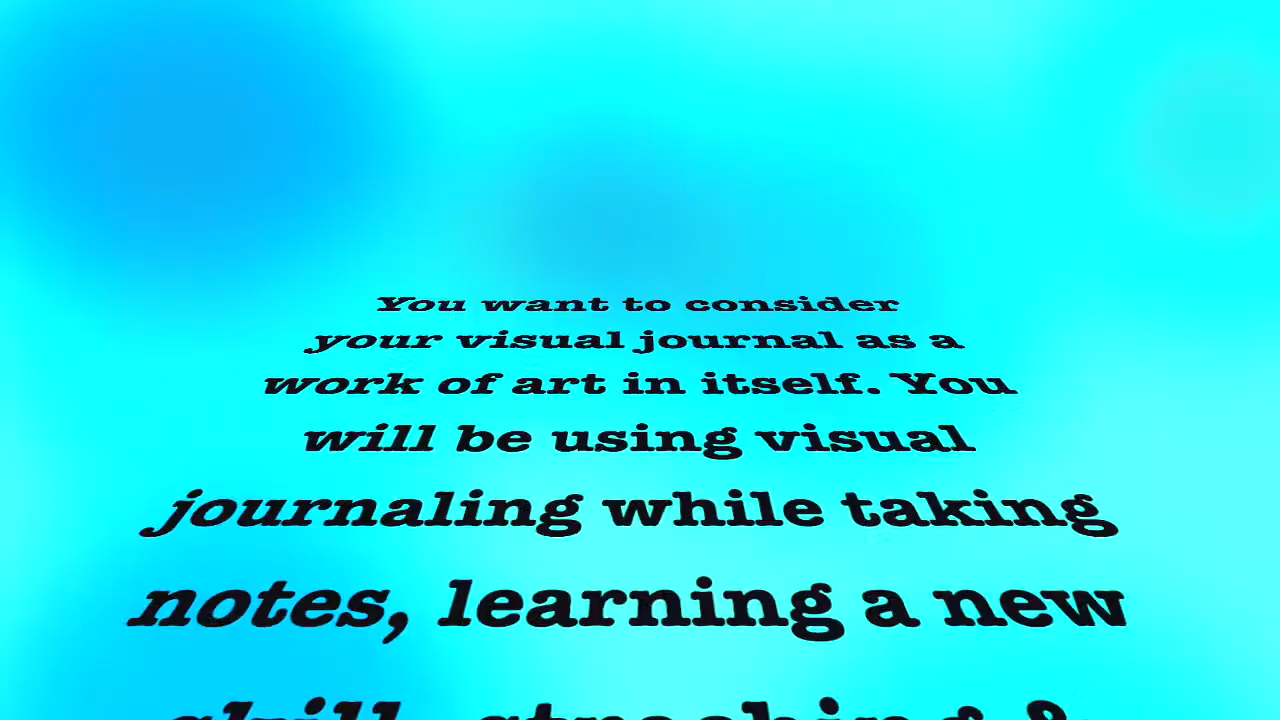 You want to consider
your visual journal as a
work of art in itself. You
will be using visual
journaling while taking
notes, learning a new
skill, &